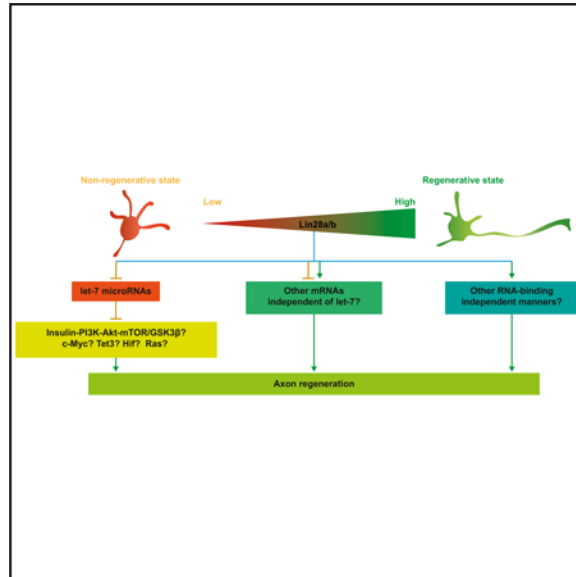 Non-regenerative state
Regenerative state
Low
High
Lin28a/b
let-7 microRNAs
Other mRNAs
independent of let-7?
Other RNA-binding
independent manners?
Insulin-PI3K-Akt-mTOR/GSK3β?
c-Myc? Tet3? Hif? Ras?
Axon regeneration